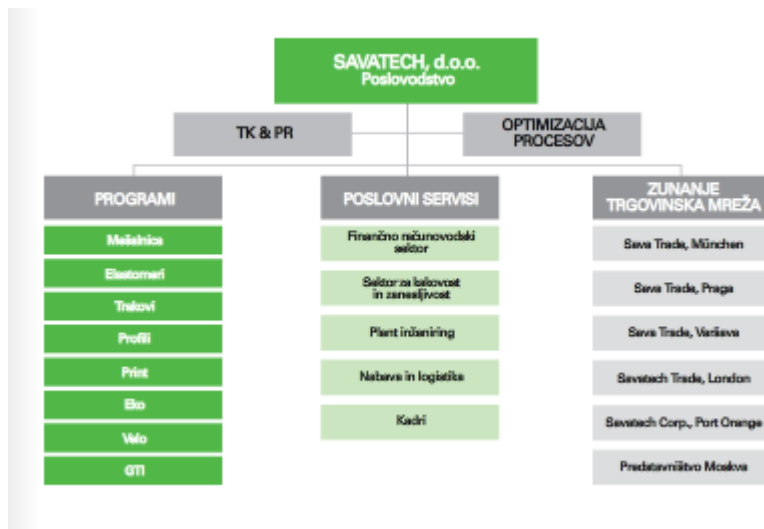 SAVATECH, d.o.o.
Poslovodstvo
TK & PR
OPTIMIZACIJA
PROCESOV
PROGRAMI
Mešalnica
Elastomeri
Trakovi
Profili
Print
Eko
Velo
GTI
POSLOVNI SERVISI
Finančno računovodski
sektor
Sektor za kakovost
in zanesljivost
Plant inženiring
Nabava in logistika
Kadri
ZUNANJE
TRGOVINSKA MREŽA
Sava Trade, München
Sava Trade, Praga
Sava Trade, Varšava
Savatech Trade, London
Savatech Corp., Port Orange
Predstavništvo Moskva